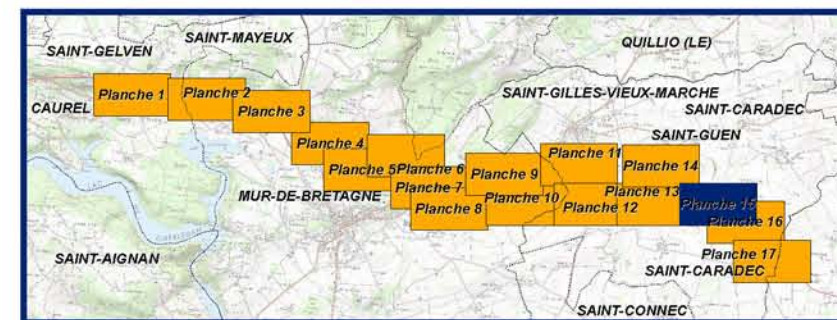 SAINT-MAYEUX
SAINT-GELVEN
QUILLIO (LE)
SAINT-GILLES-VIEUX-MARCHE
CAUREL
Planche 1
Planche 2
Planche 3
SAINT-CARADEC
SAINT-GUEN
Planche 4
Planche 5
Planche 6
Planche 7
Planche 8
Planche 9
Planche 10
Planche 11
Planche 12
Planche 13
Planche 14
Planche 15
Planche 16
MUR-DE-BRETAGNE
SAINT-AIGNAN
Planche 17
SAINT-CARADEC
SAINT-CONNEC